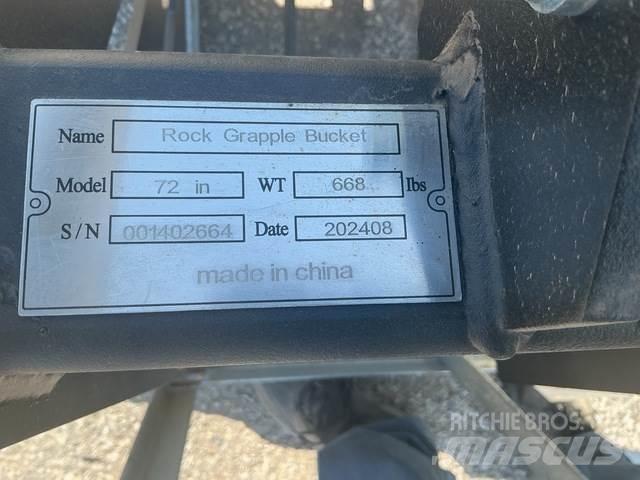 Name Rock Grapple Bucket
Model 72 in WT 668 lbs
S/N 001402664 Date 202408
made in china
RITCHIE BROS.
MASCUS